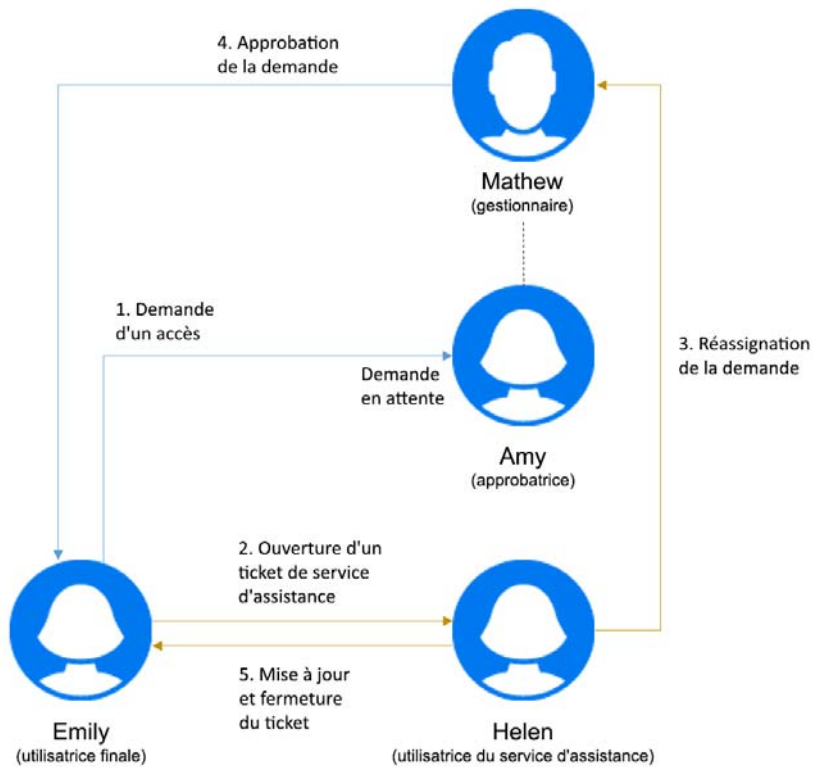 4. Approbation
de la demande
Mathew
(gestionnaire)
1. Demande
d'un accès
Demande
en attente
3. Réassignation
de la demande
Amy
(approbatrice)
2. Ouverture d'un
ticket de service
d'assistance
5. Mise à jour
et fermeture
du ticket
Emily
(utilisatrice finale)
Helen
(utilisatrice du service d'assistance)